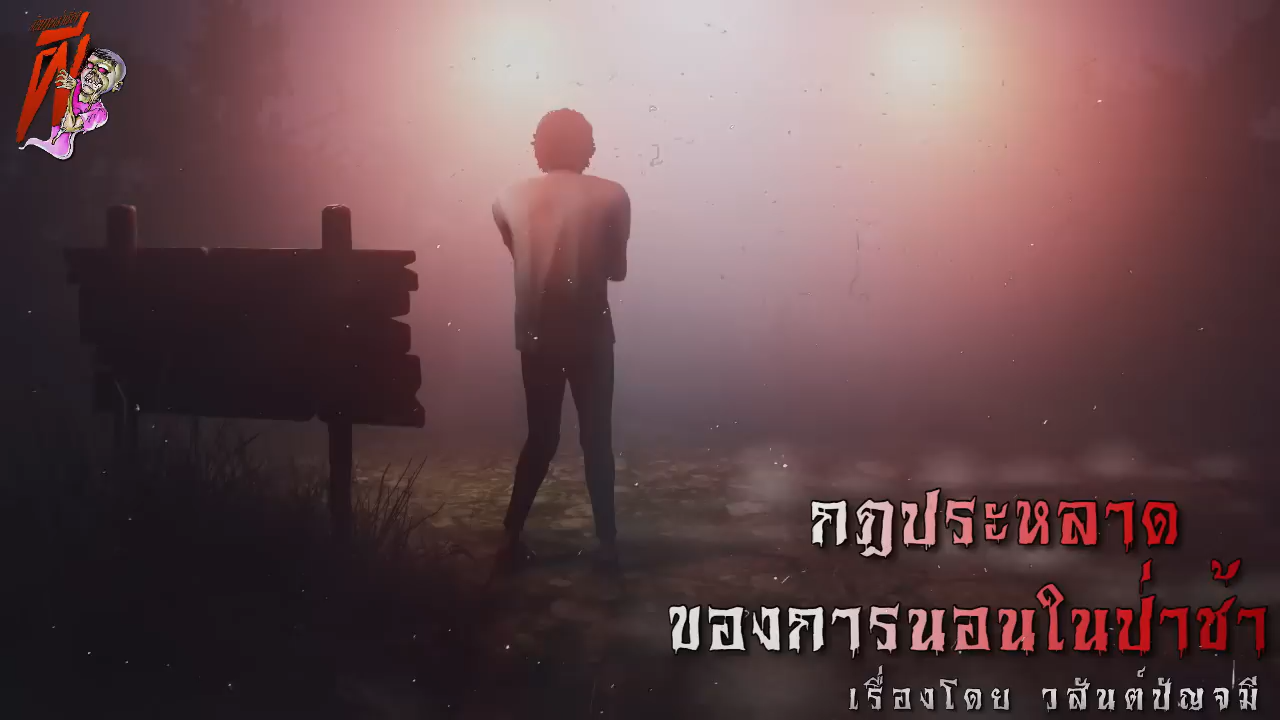 ผี
กฎประหลาด
ของการนอนในป่าช้า
เรื่องโดย วสันต์ปัญจมี